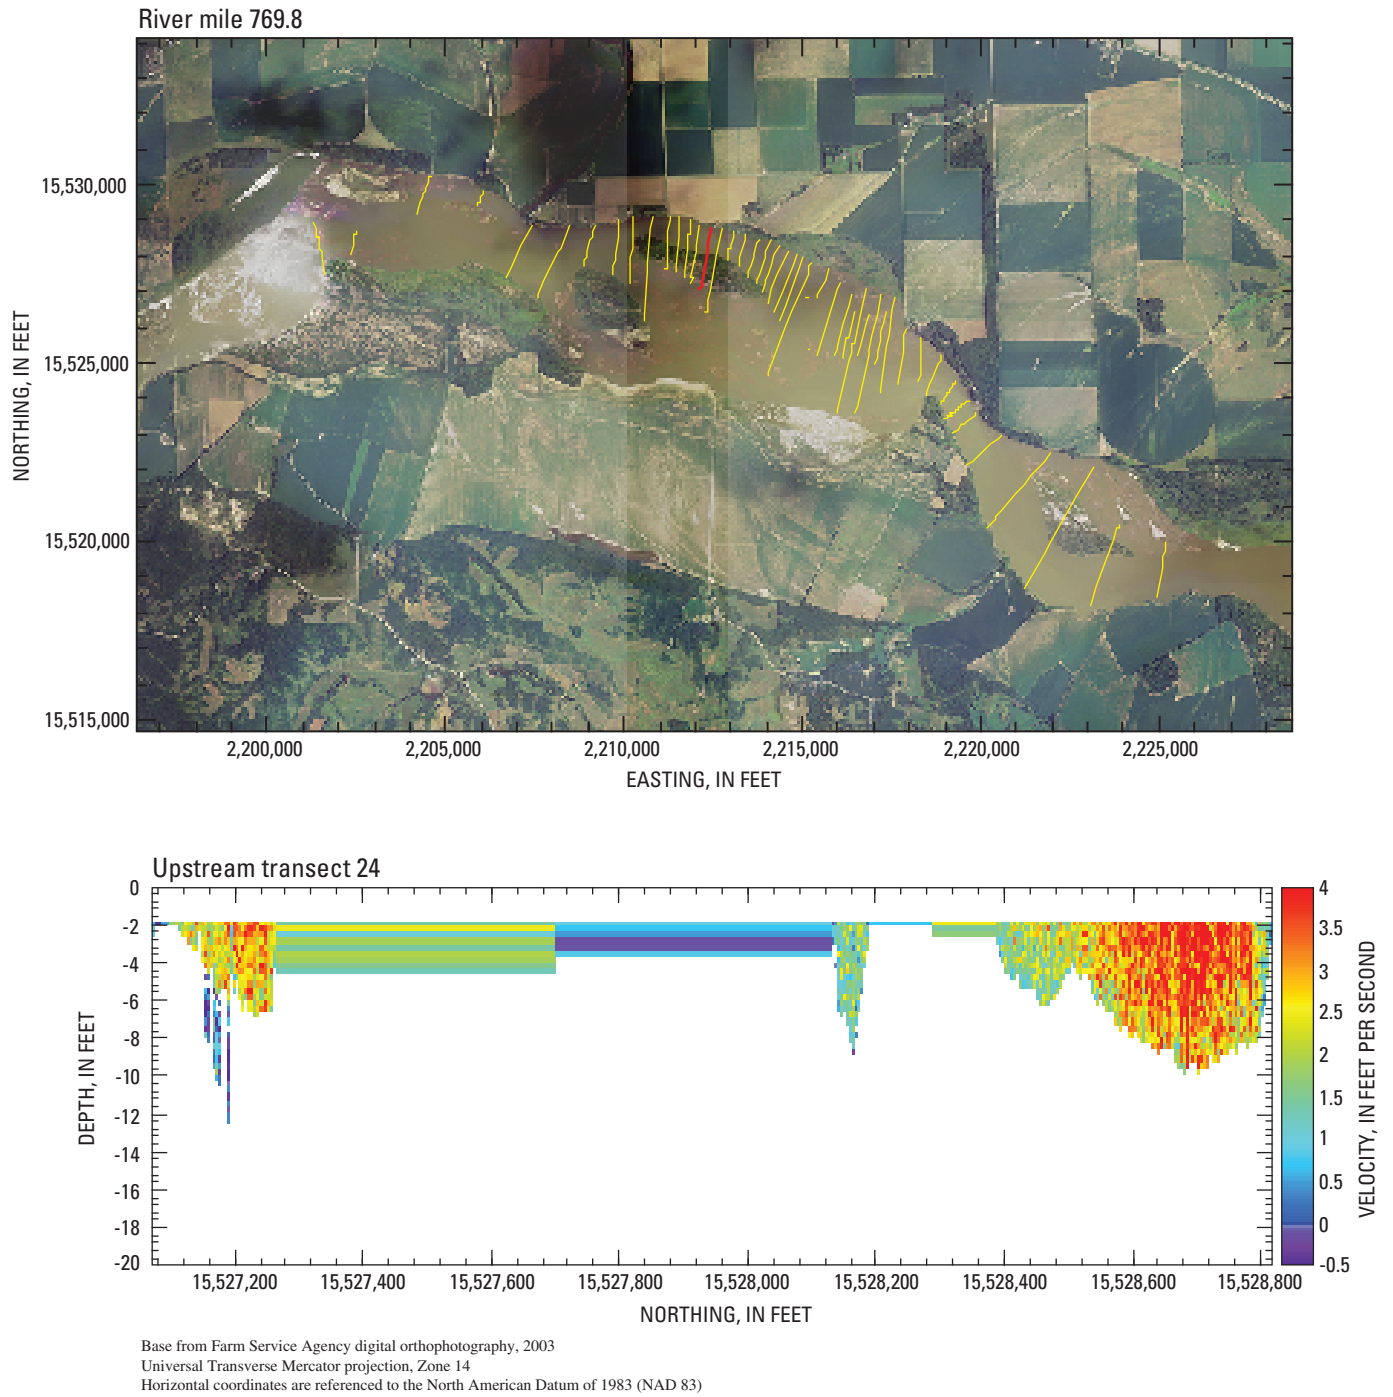 River mile 769.8
15,530,000
15,525,000
15,520,000
15,515,000
NORTHING, IN FEET
2,200,000 2,205,000 2,210,000 2,215,000 2,220,000 2,225,000
EASTING, IN FEET
Upstream transect 24
0
-2
-4
-6
-8
-10
-12
-14
-16
-18
-20
DEPTH, IN FEET
15,527,200 15,527,400 15,527,600 15,527,800 15,528,000 15,528,200 15,528,400 15,528,600 15,528,800
NORTHING, IN FEET
4
3.5
3
2.5
2
1.5
1
0.5
0
-0.5
VELOCITY, IN FEET PER SECOND
Base from Farm Service Agency digital orthophotography, 2003
Universal Transverse Mercator projection, Zone 14
Horizontal coordinates are referenced to the North American Datum of 1983 (NAD 83)